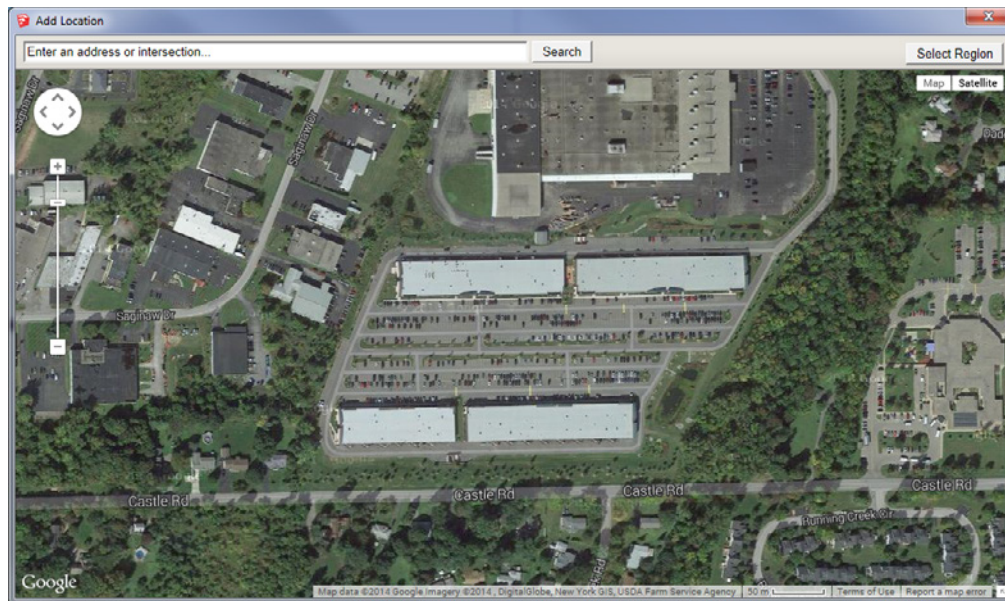 Add Location
Enter an address or intersection...
Search
Select Region
Map
Satellite
Saginaw Dr
Saginaw Dr
Saginaw Dr
Castle Rd
Castle Rd
Castle Rd
Castle Rd
Running Creek Cir
k Rd
Google
Map data ©2014 Google Imagery ©2014 , DigitalGlobe, New York GIS, USDA Farm Service Agency
50 m
Terms of Use
Report a map error